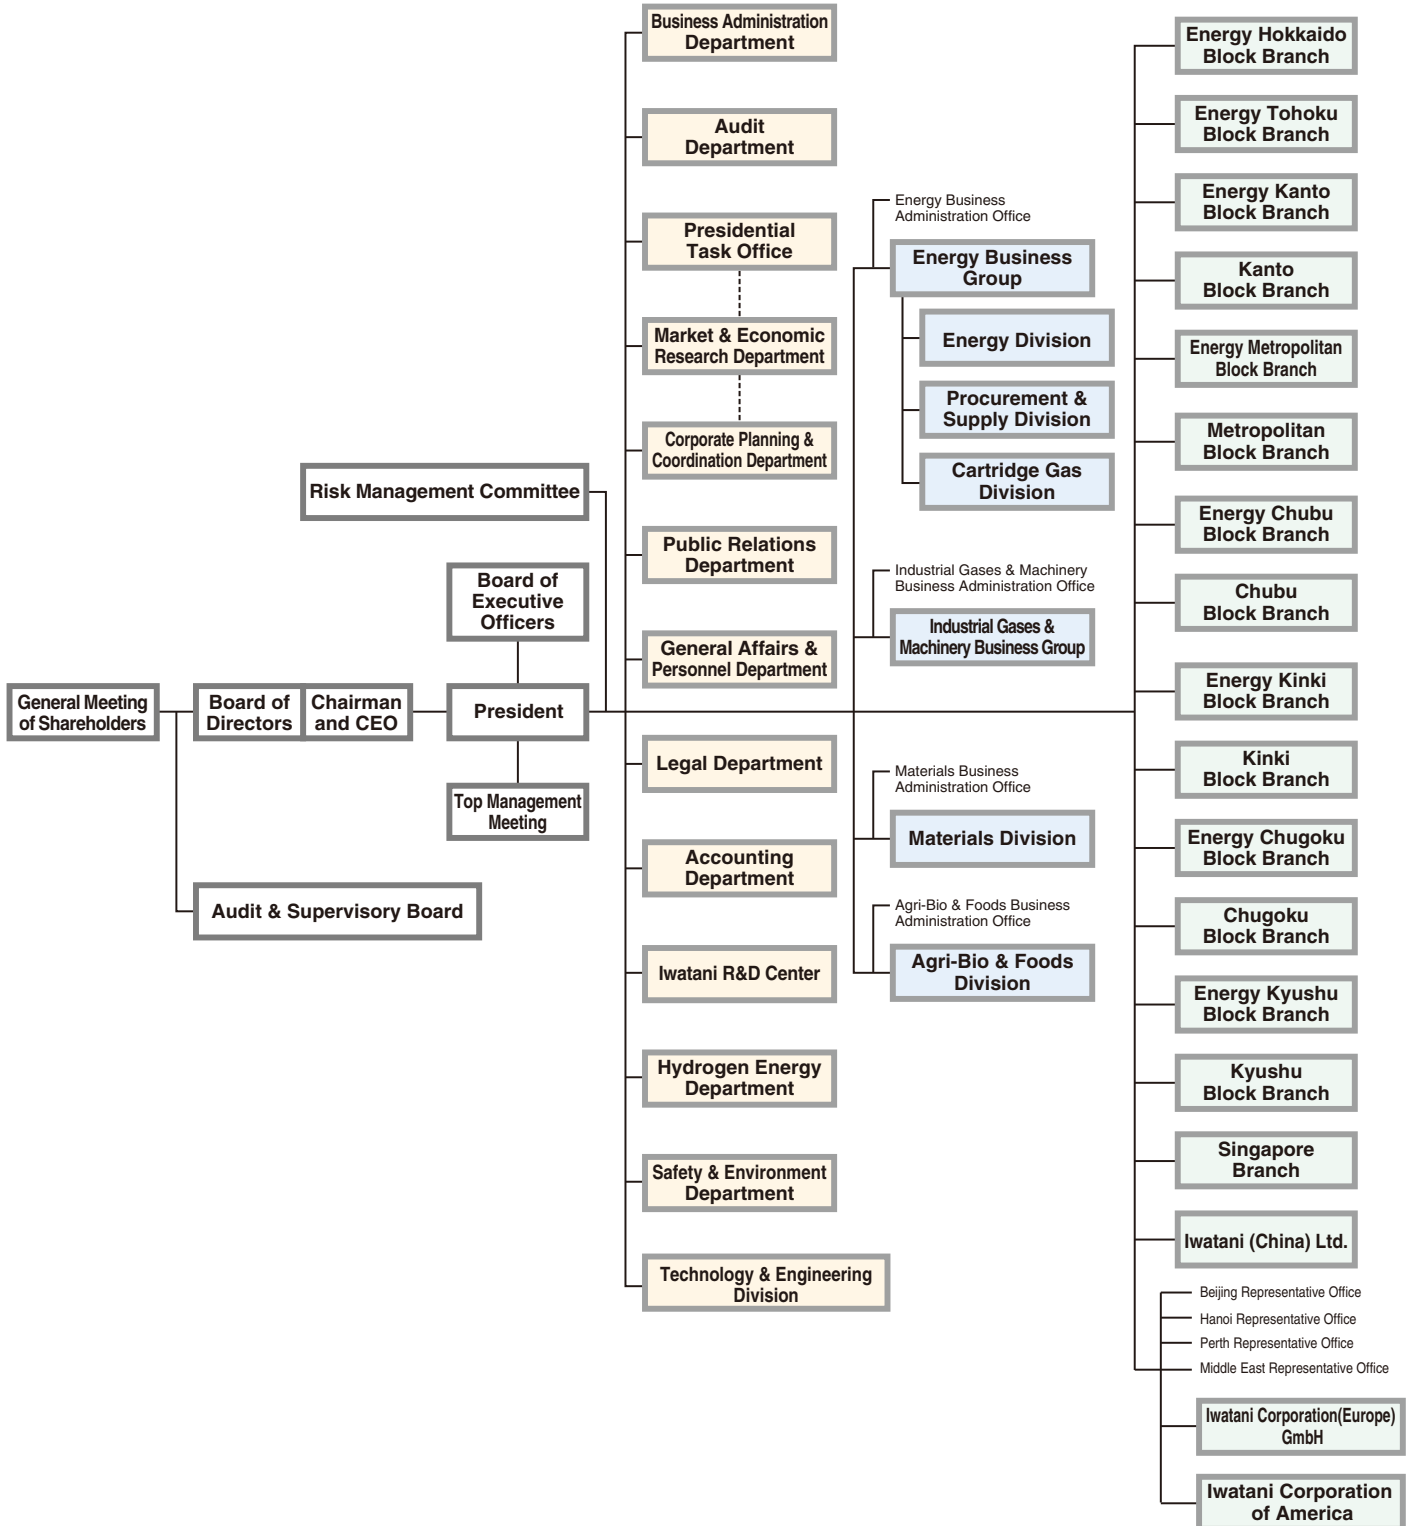 General Meeting
of Shareholders
Board of
Directors
Chairman
and CEO
Audit & Supervisory Board
Risk Management Committee
Board of
Executive
Officers
President
Top Management
Meeting
Business Administration
Department
Audit
Department
Presidential
Task Office
Market & Economic
Research Department
Corporate Planning &
Coordination Department
Public Relations
Department
General Affairs &
Personnel Department
Legal Department
Accounting
Department
Iwatani R&D Center
Hydrogen Energy
Department
Safety & Environment
Department
Technology & Engineering
Division
Energy Business
Administration Office
Energy Business
Group
Energy Division
Procurement &
Supply Division
Cartridge Gas
Division
Industrial Gases & Machinery
Business Administration Office
Industrial Gases &
Machinery Business Group
Materials Business
Administration Office
Materials Division
Agri-Bio & Foods Business
Administration Office
Agri-Bio & Foods
Division
Energy Hokkaido
Block Branch
Energy Tohoku
Block Branch
Energy Kanto
Block Branch
Kanto
Block Branch
Energy Metropolitan
Block Branch
Metropolitan
Block Branch
Energy Chubu
Block Branch
Chubu
Block Branch
Energy Kinki
Block Branch
Kinki
Block Branch
Energy Chugoku
Block Branch
Chugoku
Block Branch
Energy Kyushu
Block Branch
Kyushu
Block Branch
Singapore
Branch
Iwatani (China) Ltd.
Beijing Representative Office
Hanoi Representative Office
Perth Representative Office
Middle East Representative Office
Iwatani Corporation(Europe)
GmbH
Iwatani Corporation
of America